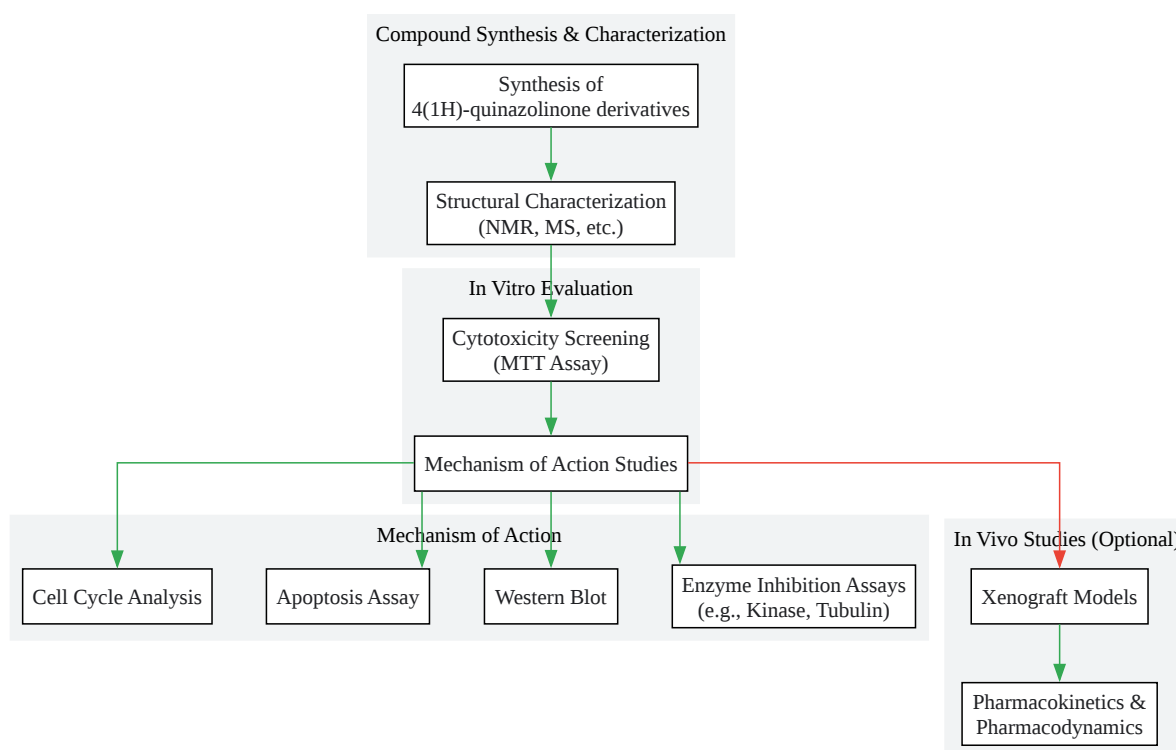 Compound Synthesis & Characterization
Synthesis of
4(1H)-quinazolinone derivatives
Structural Characterization
(NMR, MS, etc.)
In Vitro Evaluation
Cytotoxicity Screening
(MTT Assay)
Mechanism of Action Studies
Mechanism of Action
Cell Cycle Analysis
Apoptosis Assay
Western Blot
Enzyme Inhibition Assays
(e.g., Kinase, Tubulin)
In Vivo Studies (Optional)
Xenograft Models
Pharmacokinetics &
Pharmacodynamics